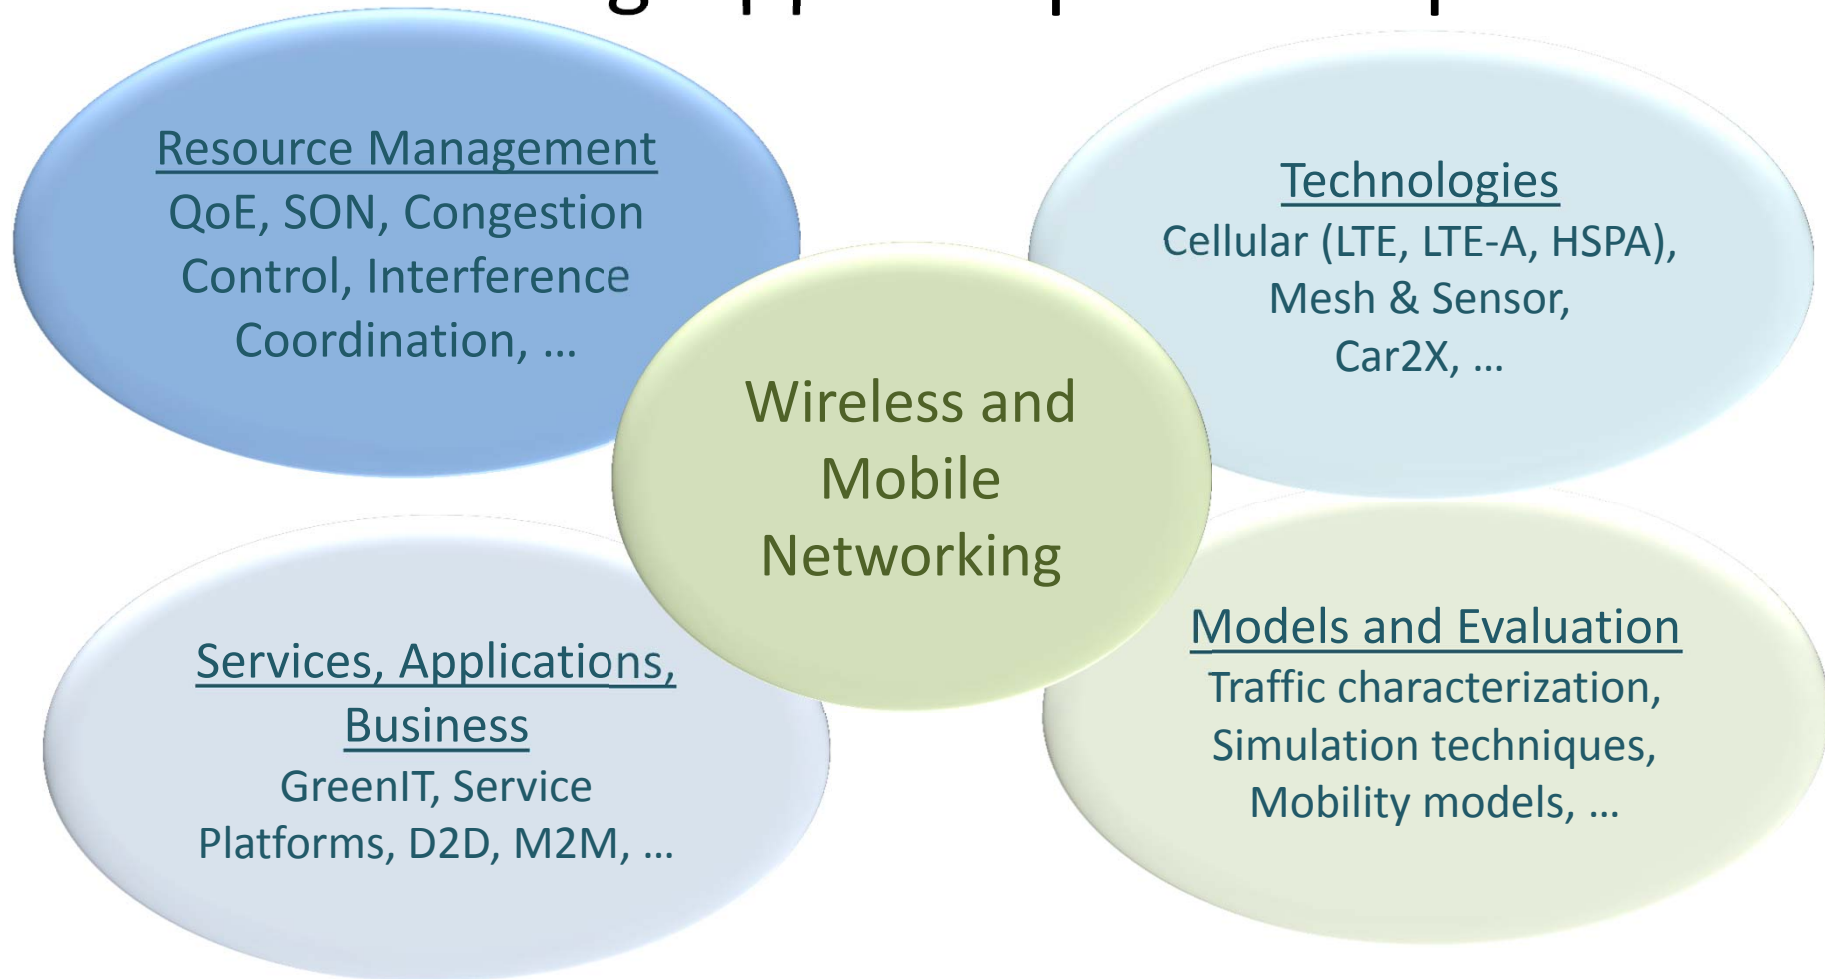 Resource Management
QoE, SON, Congestion
Control, Interference
Coordination, ...
Technologies
Cellular (LTE, LTE-A, HSPA),
Mesh & Sensor,
Car2X, ...
Wireless and
Mobile
Networking
Services, Applications,
Business
GreenIT, Service
Platforms, D2D, M2M, ...
Models and Evaluation
Traffic characterization,
Simulation techniques,
Mobility models, ...